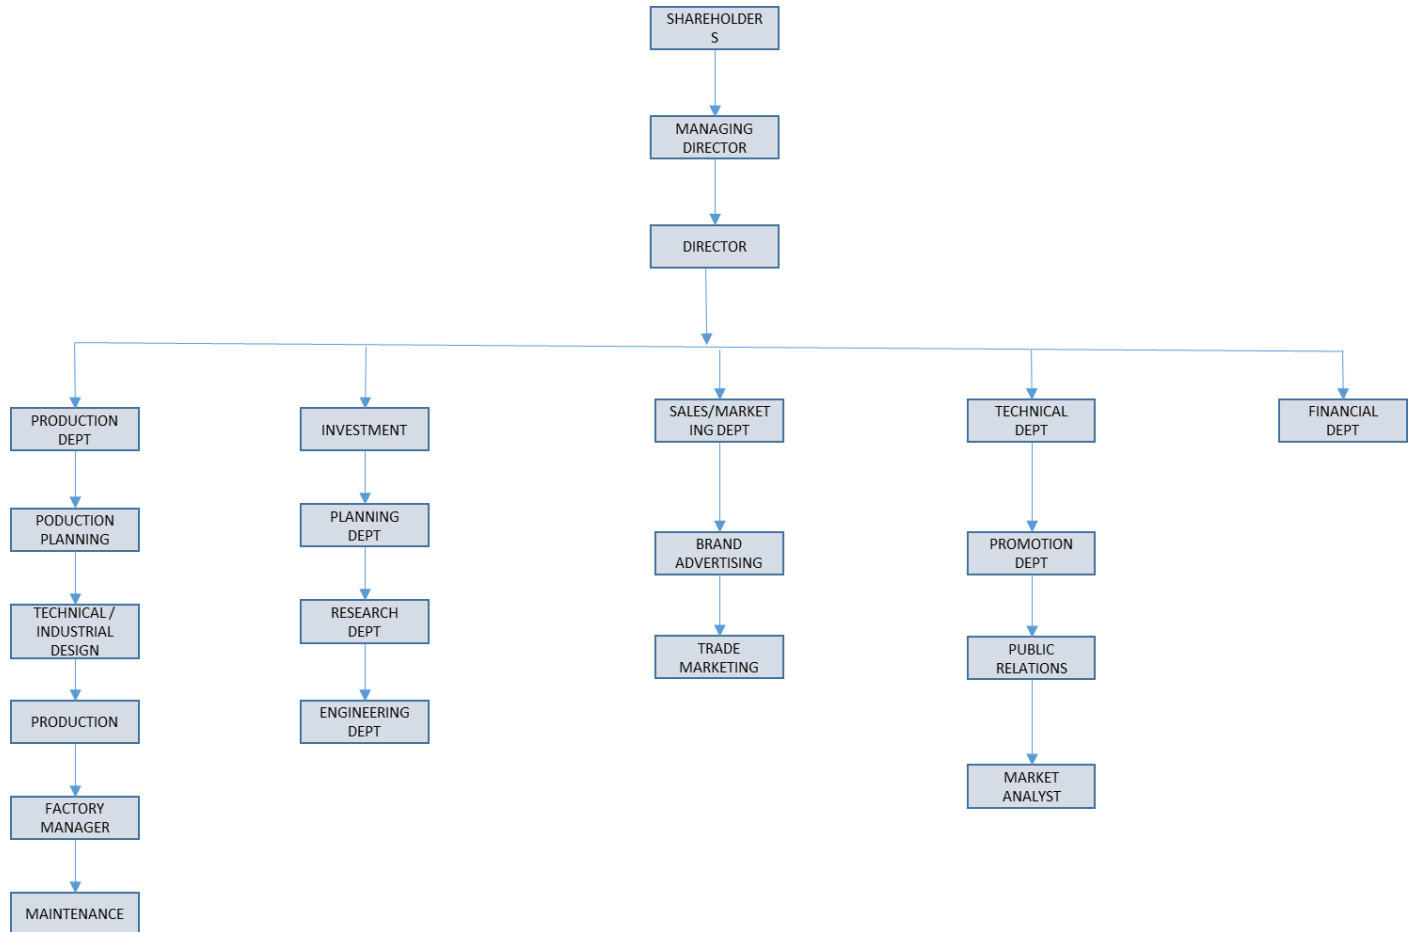 SHAREHOLDER
S
MANAGING
DIRECTOR
DIRECTOR
PRODUCTION
DEPT
INVESTMENT
SALES/MARKET
ING DEPT
TECHNICAL
DEPT
FINANCIAL
DEPT
PODUCTION
PLANNING
PLANNING
DEPT
BRAND
ADVERTISING
PROMOTION
DEPT
TECHNICAL /
INDUSTRIAL
DESIGN
RESEARCH
DEPT
TRADE
MARKETING
PUBLIC
RELATIONS
PRODUCTION
ENGINEERING
DEPT
MARKET
ANALYST
FACTORY
MANAGER
MAINTENANCE